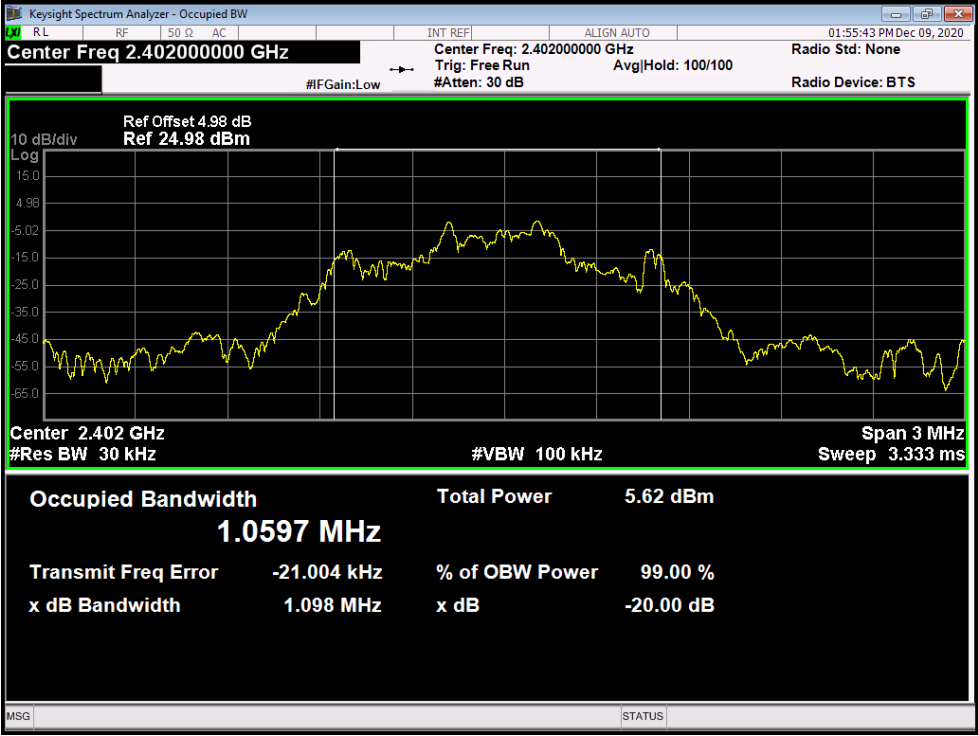 Keysight Spectrum Analyzer - Occupied BW
LXI RL RF 50 Ω AC INT REF ALIGN AUTO 01:55:43 PM Dec 09, 2020
Center Freq 2.402000000 GHz
Center Freq: 2.402000000 GHz
Radio Std: None
Trig: Free Run Avg|Hold: 100/100
#IFGain:Low
#Atten: 30 dB
Radio Device: BTS
Ref Offset 4.98 dB
10 dB/div Ref 24.98 dBm
Log
15.0
4.98
-5.02
-15.0
-25.0
-35.0
-45.0
-55.0
-65.0
Center 2.402 GHz Span 3 MHz
#Res BW 30 kHz #VBW 100 kHz Sweep 3.333 ms
Occupied Bandwidth Total Power 5.62 dBm
1.0597 MHz
Transmit Freq Error -21.004 kHz % of OBW Power 99.00 %
x dB Bandwidth 1.098 MHz x dB -20.00 dB
MSG STATUS